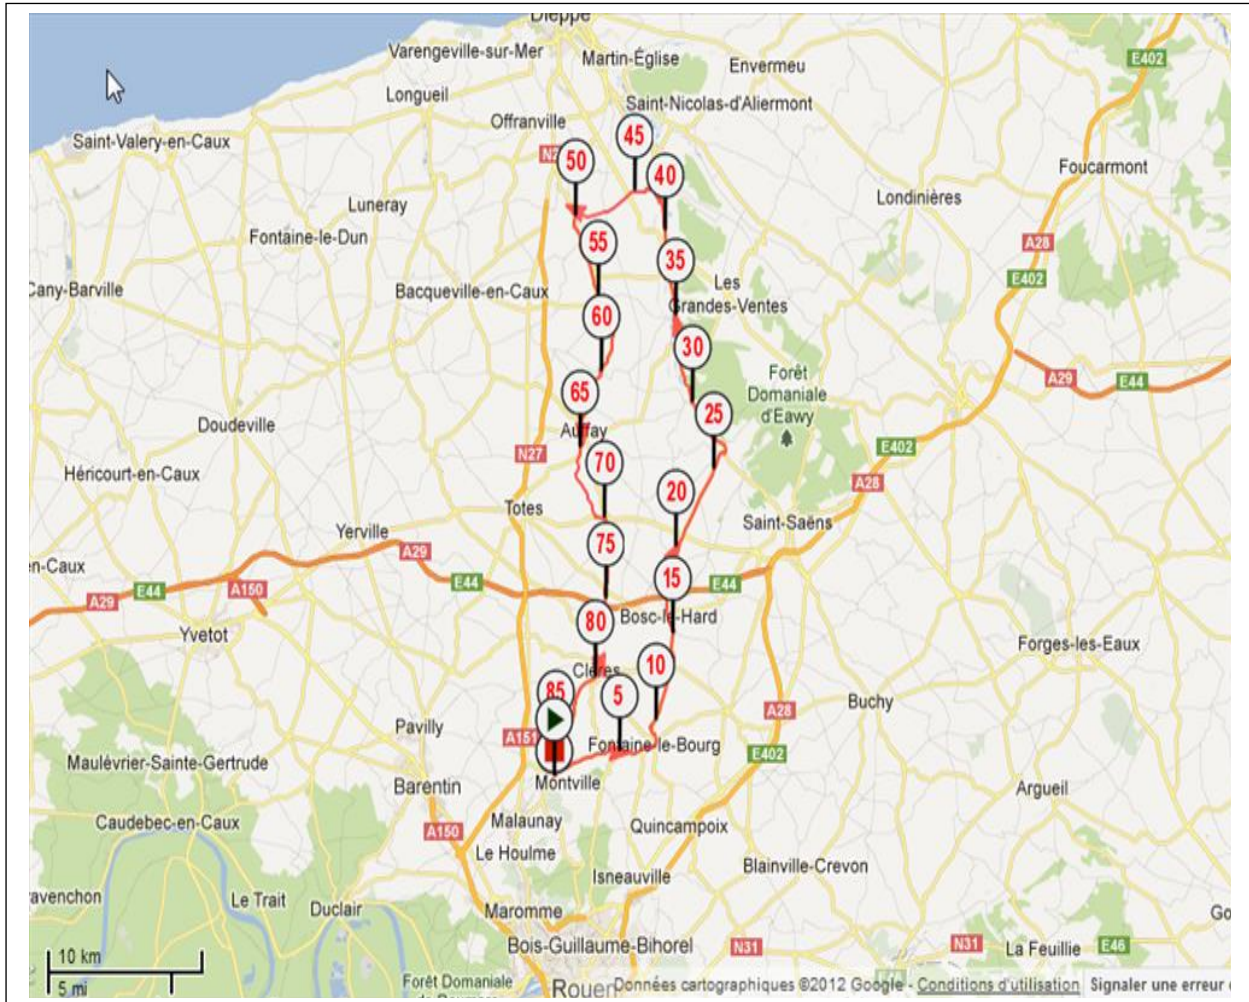 Dieppe
Varengeville-sur-Mer
Martin-Église
E402
Envermeu
Longueil
Saint-Nicolas-d'Aliermont
Offranville
45
Saint-Valery-en-Caux
50
40
Foucarmont
Luneray
Londinières
Fontaine-le-Dun
55
A28
35
E402
Cany-Barville
Bacqueville-en-Caux
Les
Grandes-Ventes
60
30
Forêt
Domaniale
d'Eawy
A29
E44
65
25
Doudeville
Auffay
E402
N27
70
Héricourt-en-Caux
A28
20
Totes
Saint-Saëns
Yerville
75
A29
en-Caux
E44
15
E44
A150
A29
E44
80
Bosc-le-Hard
Yvetot
Forges-les-Eaux
10
Clères
85
5
Buchy
A28
Pavilly
A151
Fontaine-le-Bourg
E402
Maulévrier-Sainte-Gertrude
Montville
Barentin
Argueil
Malaunay
Caudebec-en-Caux
Quincampoix
A150
Le Houlme
Blainville-Crevon
Isneauville
ravenchon
Le Trait
Duclair
Maromme
Go
Bois-Guillaume-Bihorel
N31
N31
E46
La Feuillie
10 km
5 mi
Forêt Domaniale
Rouen
Données cartographiques ©2012 Google - Conditions d'utilisation
Signaler une erreur